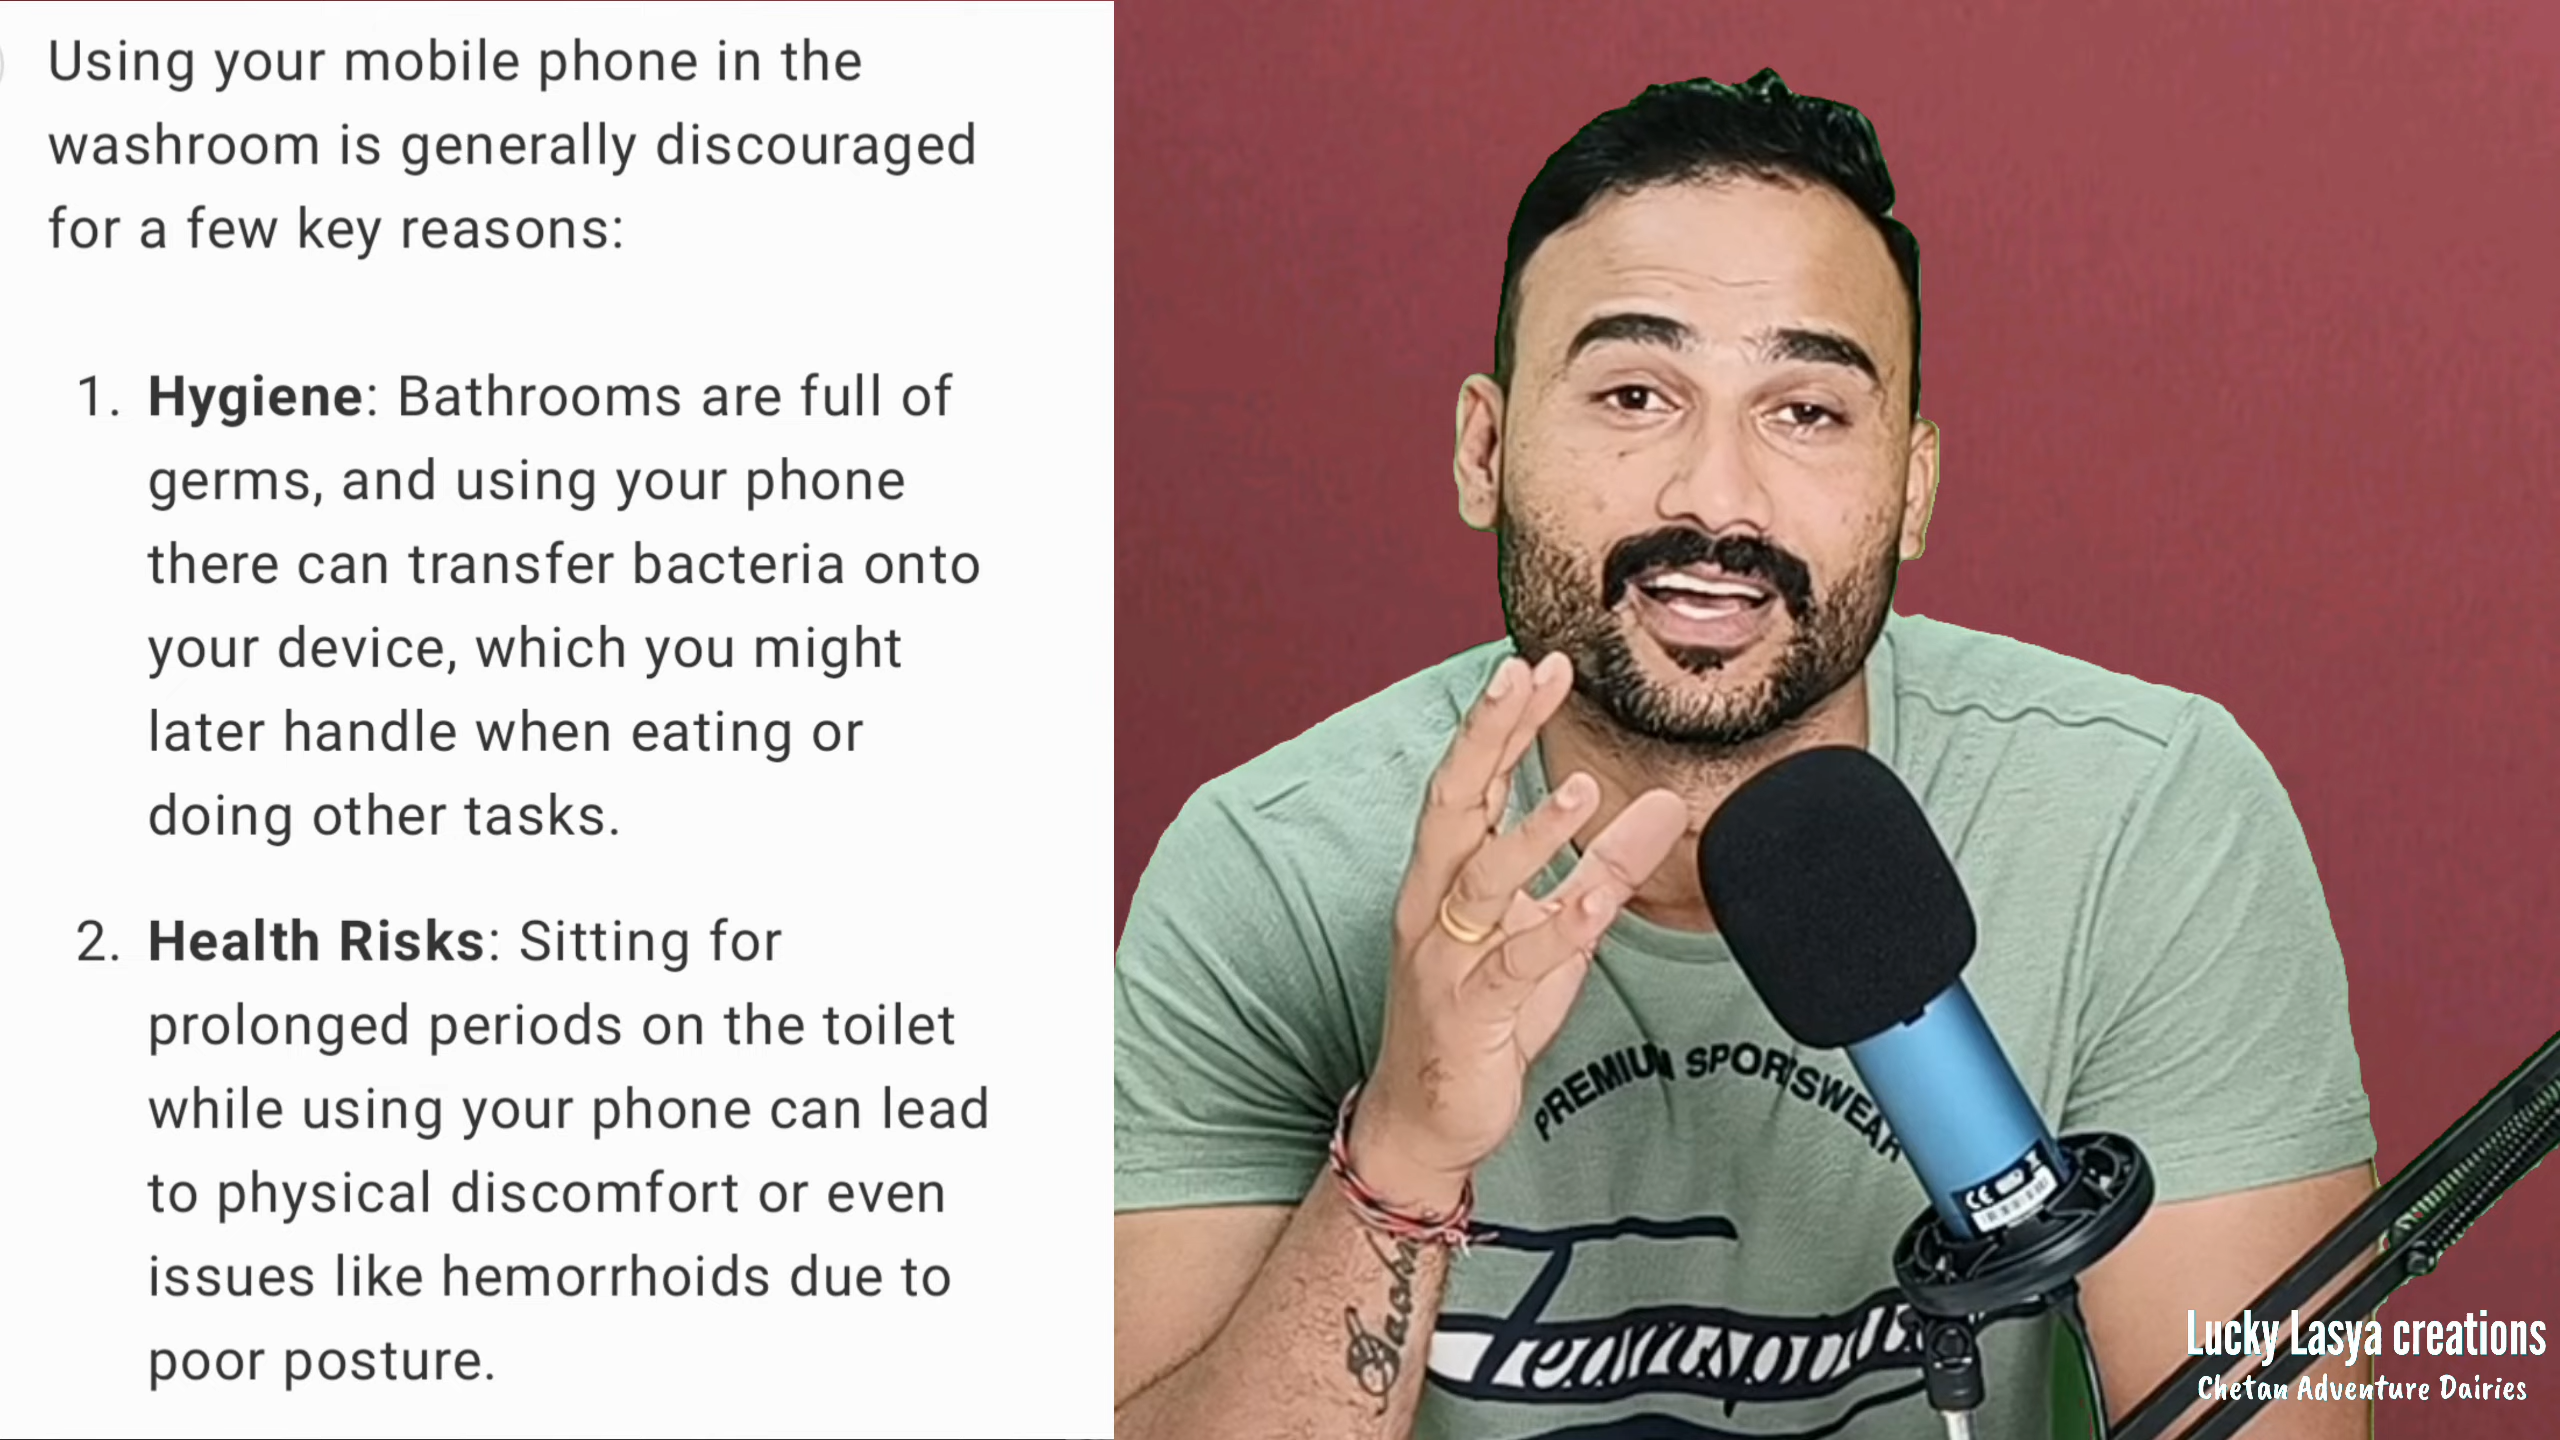 Using your mobile phone in the
washroom is generally discouraged
for a few key reasons:
1. Hygiene: Bathrooms are full of
germs, and using your phone
there can transfer bacteria onto
your device, which you might
later handle when eating or
doing other tasks.
2. Health Risks: Sitting for
prolonged periods on the toilet
while using your phone can lead
to physical discomfort or even
issues like hemorrhoids due to
poor posture.
PREMIUM SPORTSWEAR
CE
Lucky Lasya creations
Chetan Adventure Dairies